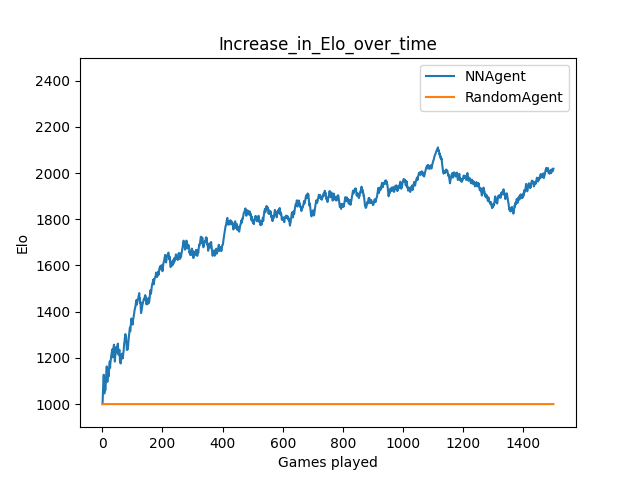 Increase_in_Elo_over_time
NNAgent
RandomAgent
2400
2200
2000
1800
1600
1400
1200
1000
Elo
0 200 400 600 800 1000 1200 1400
Games played